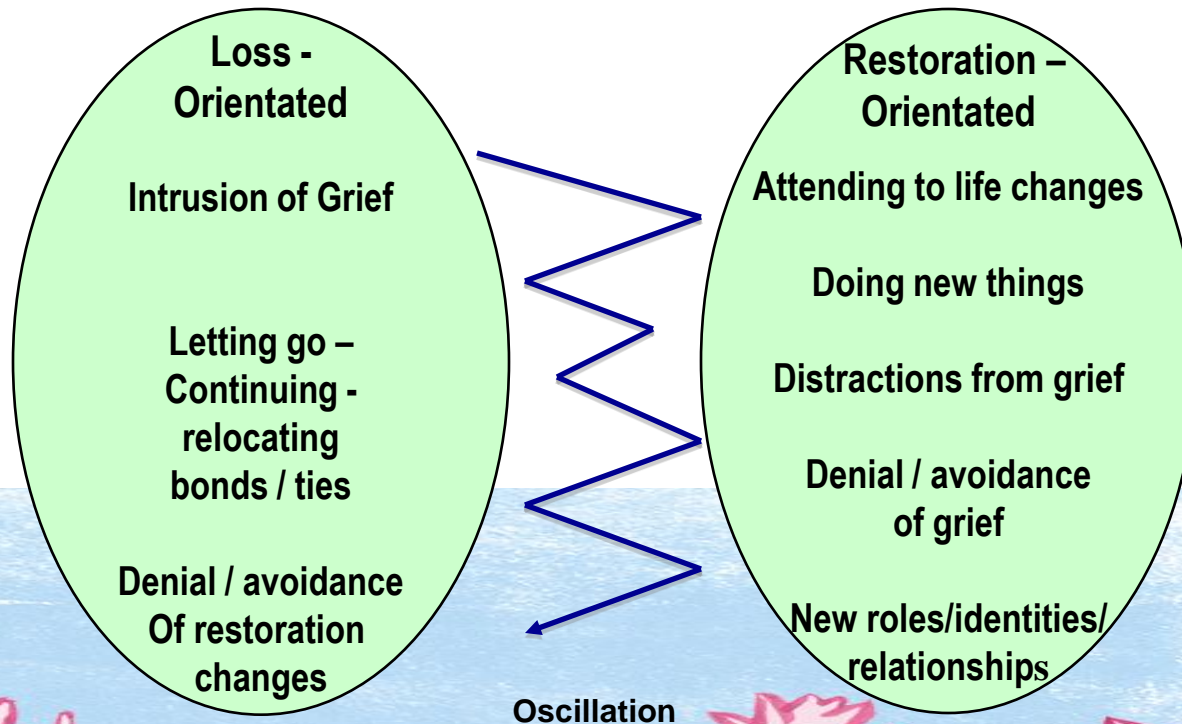 Loss -
Orientated
Intrusion of Grief
Letting go –
Continuing -
relocating
bonds / ties
Denial / avoidance
Of restoration
changes
Restoration –
Orientated
Attending to life changes
Doing new things
Distractions from grief
Denial / avoidance
of grief
New roles/identities/
relationships
Oscillation